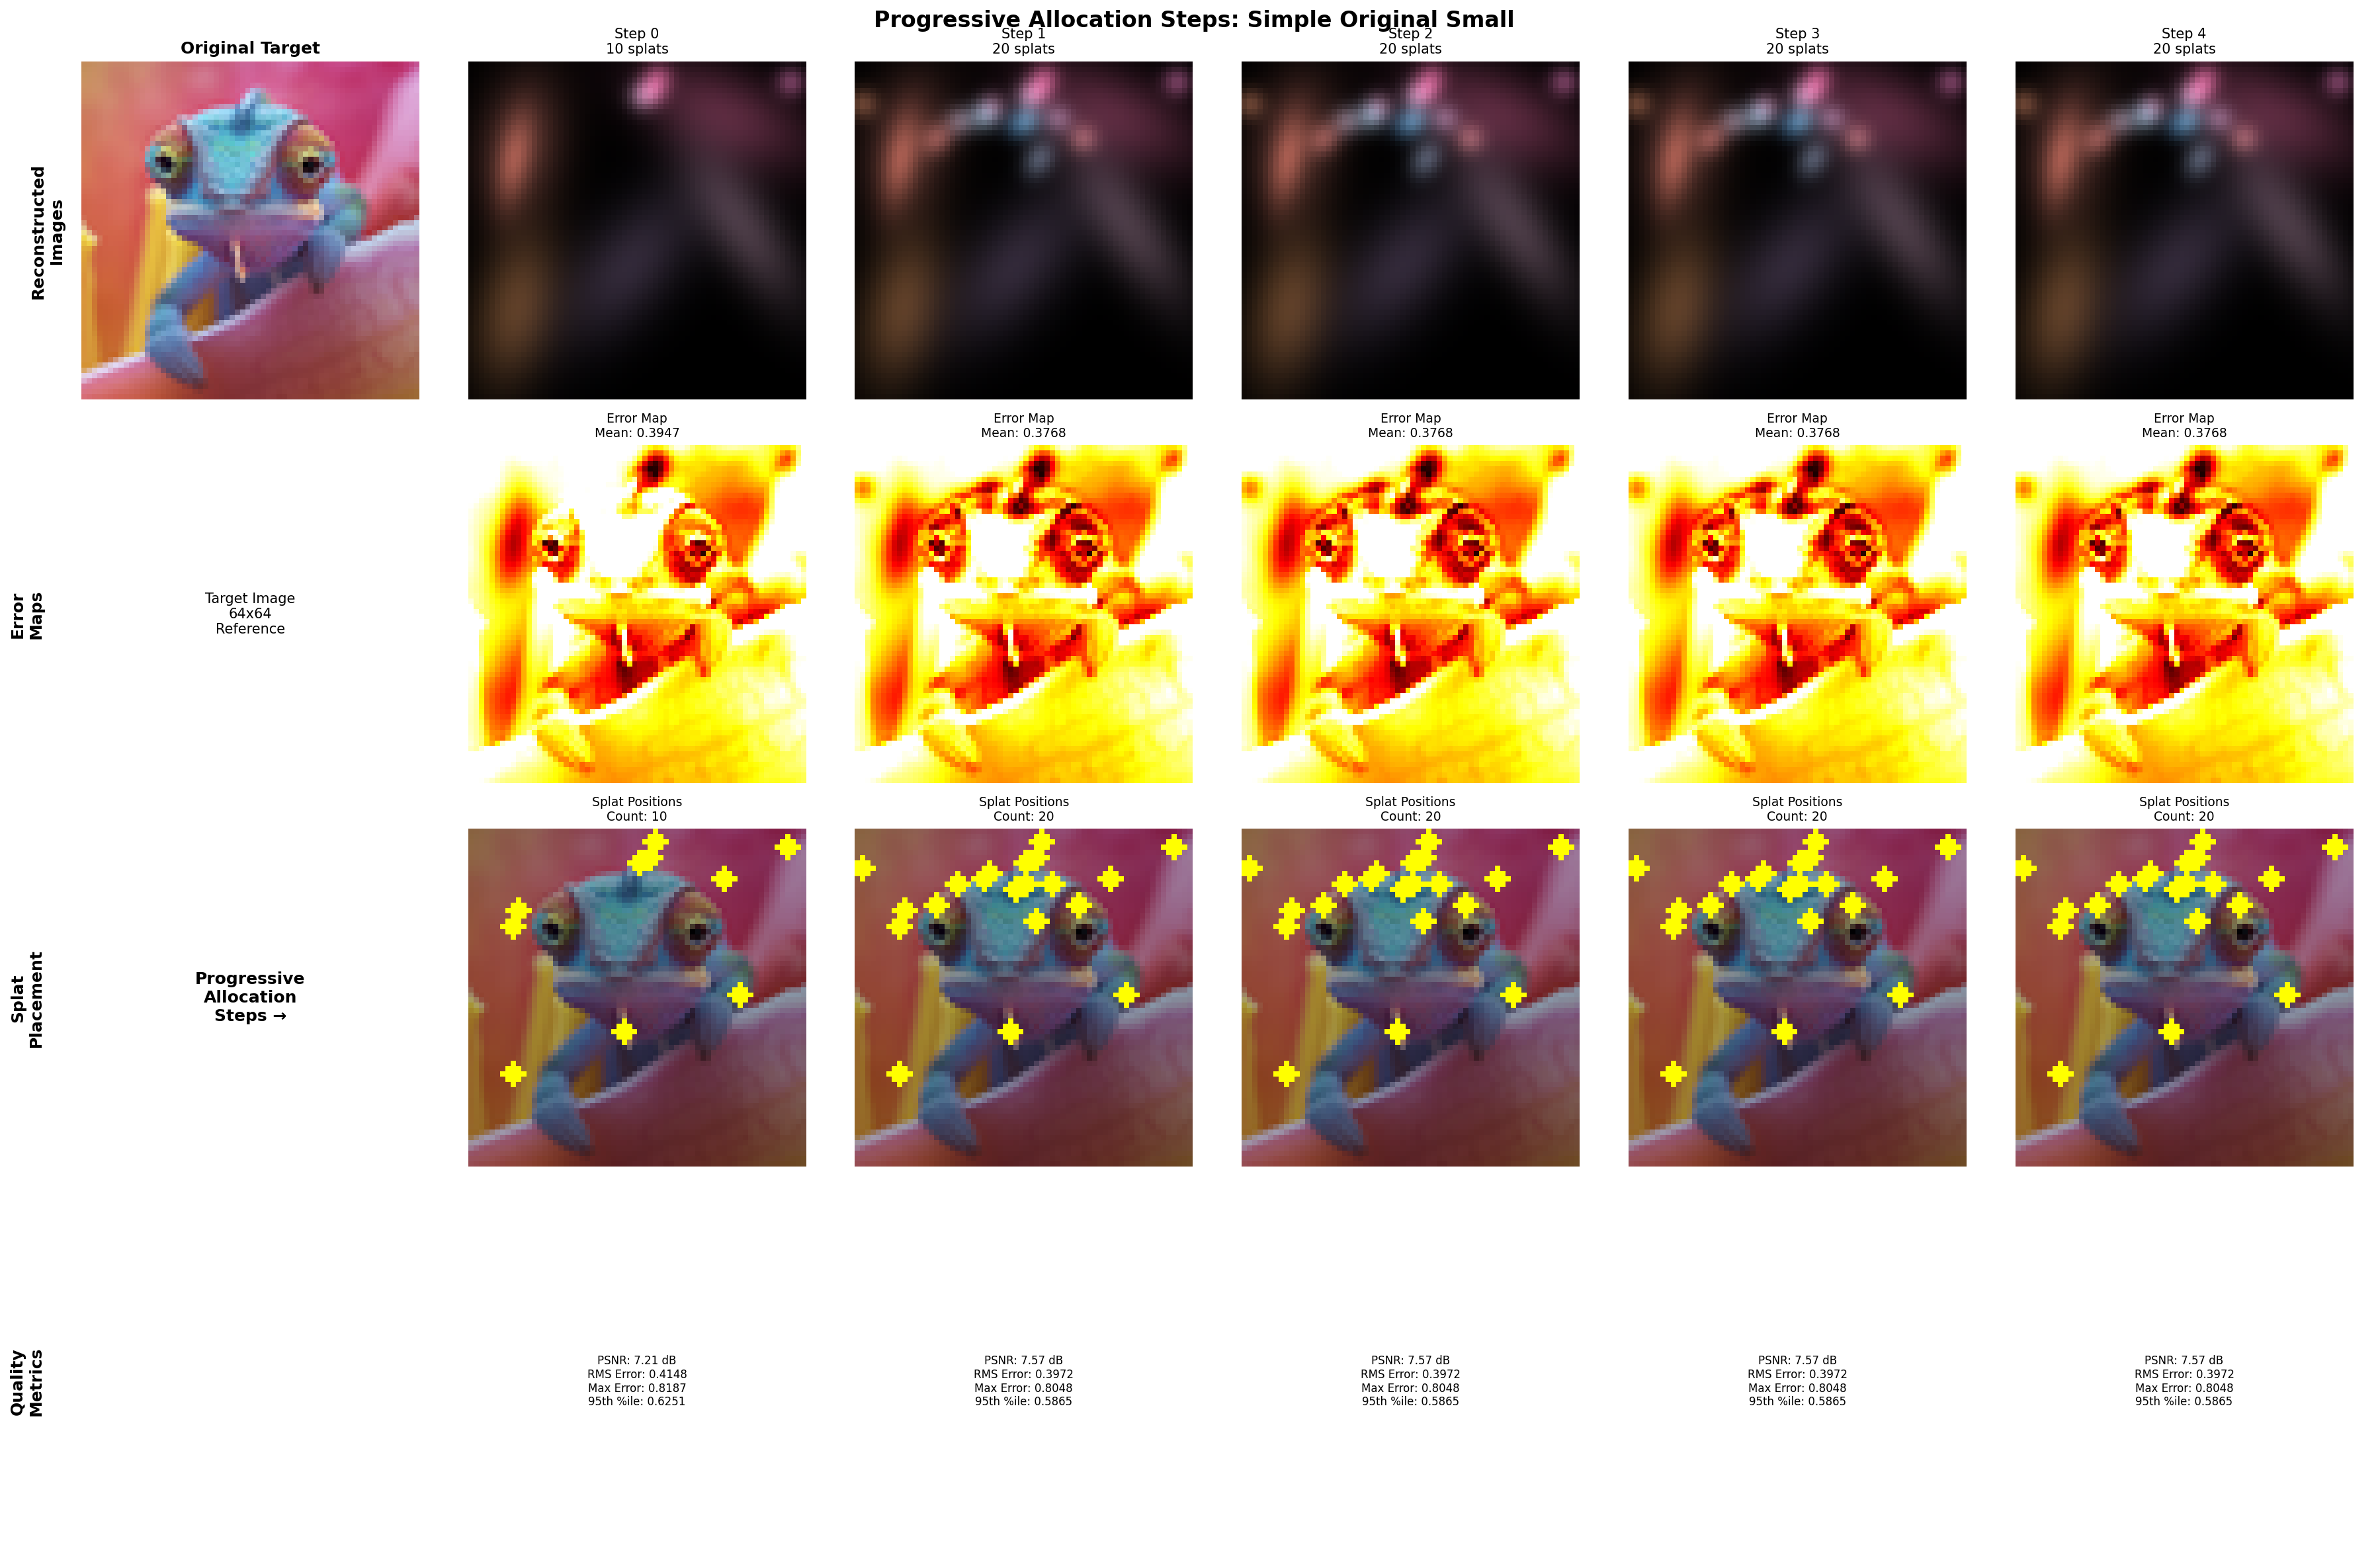 Progressive Allocation Steps: Simple Original Small
Original Target
Step 0
10 splats
Step 1
20 splats
Step 2
20 splats
Step 3
20 splats
Step 4
20 splats
Reconstructed
Images
Error Map
Mean: 0.3947
Error Map
Mean: 0.3768
Error Map
Mean: 0.3768
Error Map
Mean: 0.3768
Error Map
Mean: 0.3768
Error
Maps
Target Image
64x64
Reference
Splat Positions
Count: 10
Splat Positions
Count: 20
Splat Positions
Count: 20
Splat Positions
Count: 20
Splat Positions
Count: 20
Splat
Placement
Progressive
Allocation
Steps →
Quality
Metrics
PSNR: 7.21 dB
RMS Error: 0.4148
Max Error: 0.8187
95th %ile: 0.6251
PSNR: 7.57 dB
RMS Error: 0.3972
Max Error: 0.8048
95th %ile: 0.5865
PSNR: 7.57 dB
RMS Error: 0.3972
Max Error: 0.8048
95th %ile: 0.5865
PSNR: 7.57 dB
RMS Error: 0.3972
Max Error: 0.8048
95th %ile: 0.5865
PSNR: 7.57 dB
RMS Error: 0.3972
Max Error: 0.8048
95th %ile: 0.5865